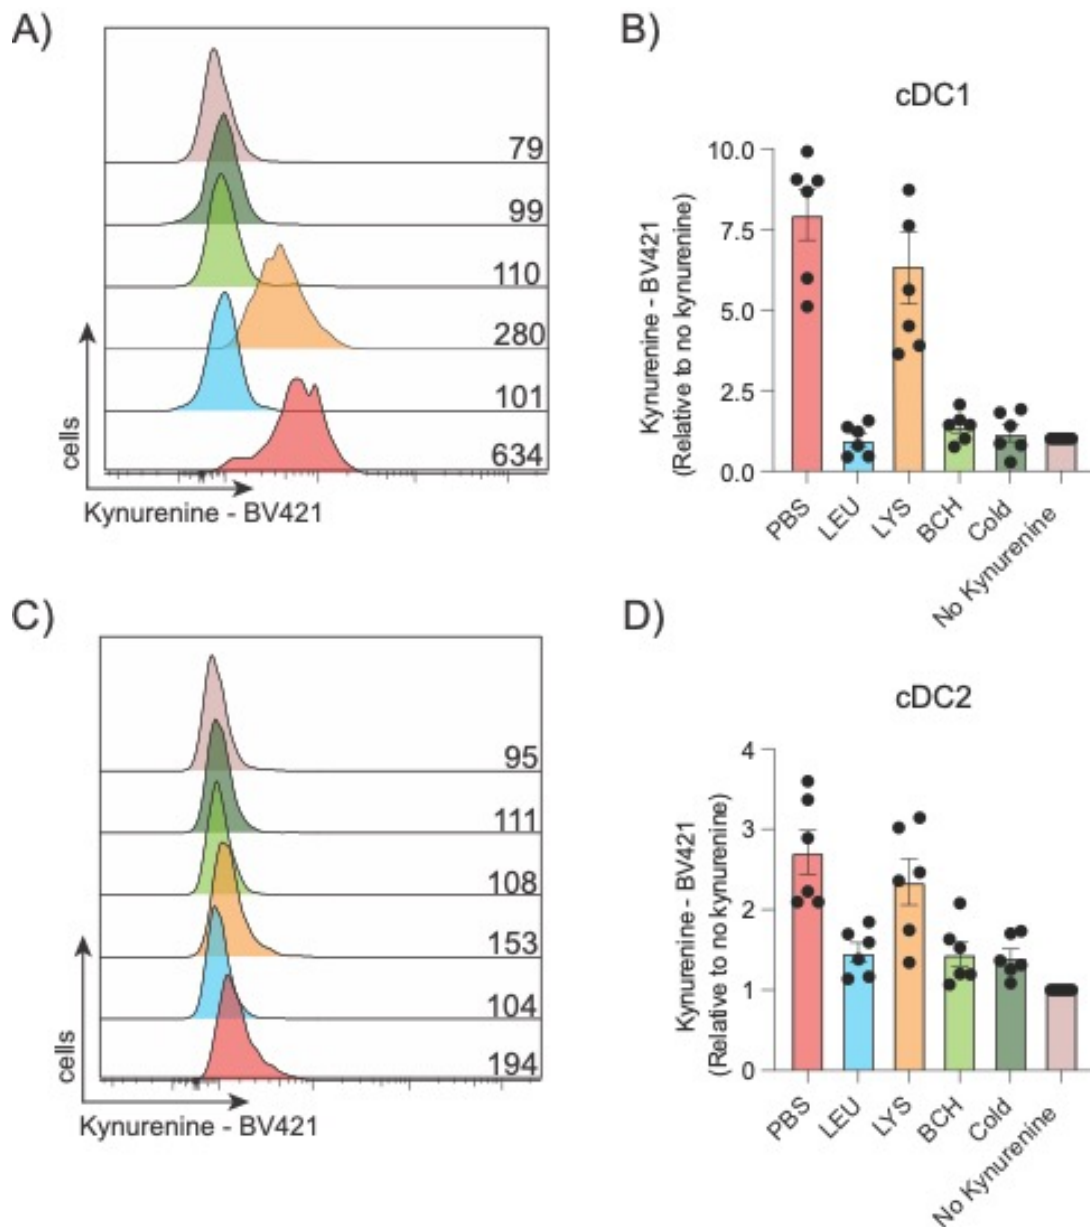 A)
79
99
110
280
101
634
cells
Kynurenine - BV421
B)
cDC1
Kynurenine - BV421
(Relative to no kynurenine)
10.0
7.5
5.0
2.5
0.0
PBS
LEU
LYS
BCH
Cold
No Kynurenine
C)
95
111
108
153
104
194
cells
Kynurenine - BV421
D)
cDC2
Kynurenine - BV421
(Relative to no kynurenine)
4
3
2
1
0
PBS
LEU
LYS
BCH
Cold
No Kynurenine